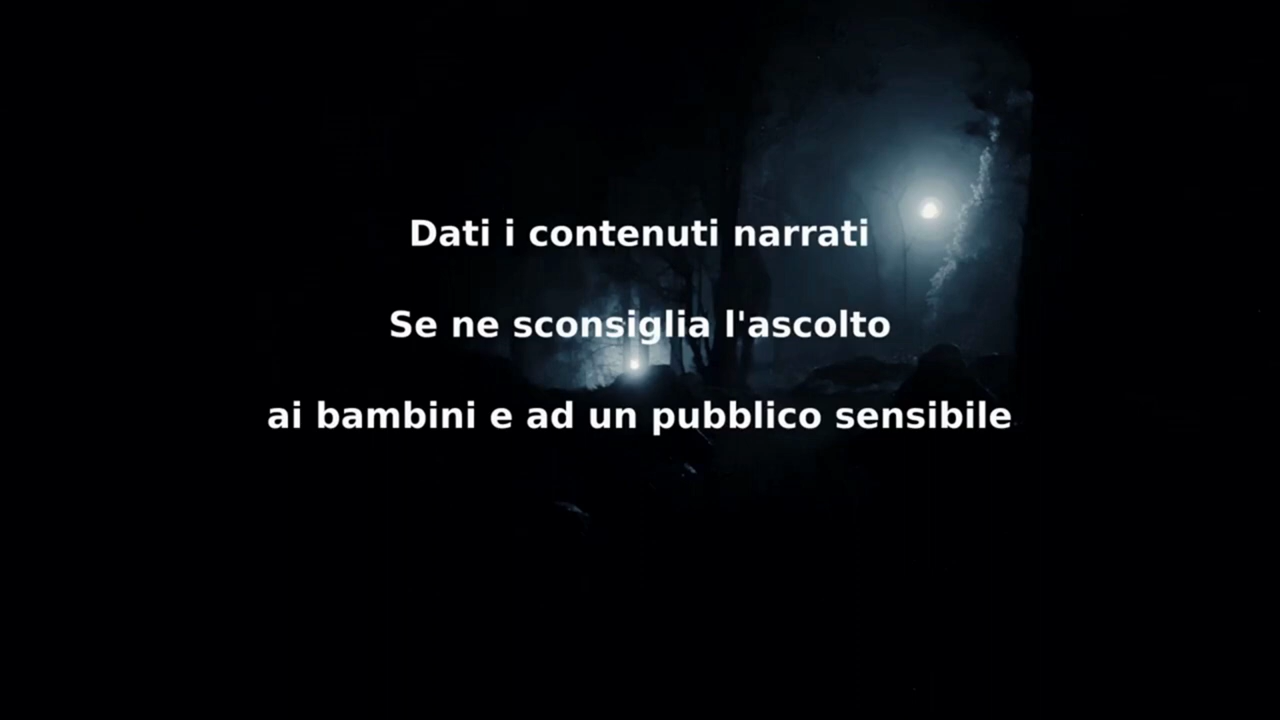 Dati i contenuti narrati
Se ne sconsiglia l'ascolto
ai bambini e ad un pubblico sensibile